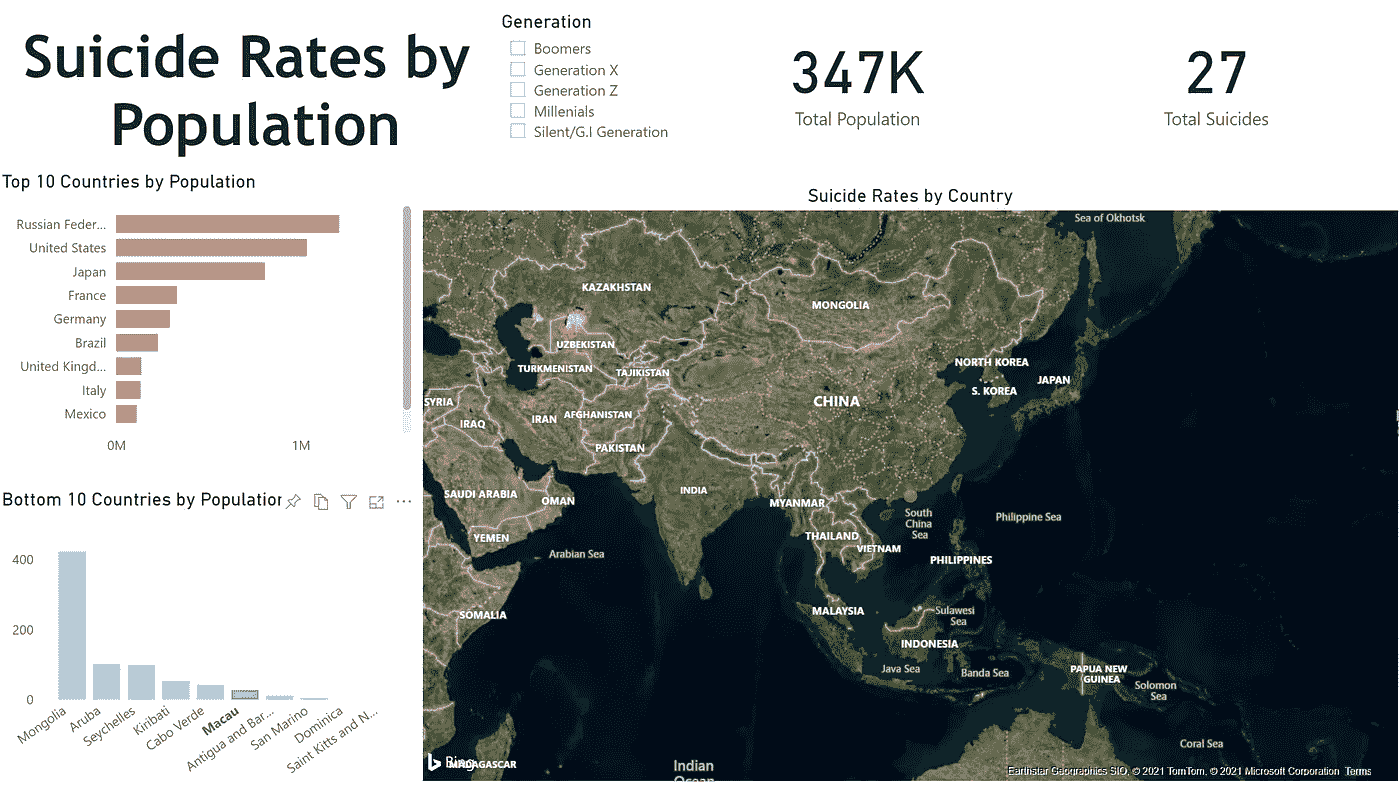 Suicide Rates by
Population
Generation
Boomers
Generation X
Generation Z
Millenials
Silent/G.I Generation
347K
Total Population
27
Total Suicides
Top 10 Countries by Population
Russian Feder...
United States
Japan
France
Germany
Brazil
United Kingd...
Italy
Mexico
0M
1M
Bottom 10 Countries by Population
400
200
0
Mongolia
Aruba
Seychelles
Kiribati
Cabo Verde
Macau
Antigua and Bar...
San Marino
Dominica
Saint Kitts and N...
Suicide Rates by Country
Sea of Okhotsk
KAZAKHSTAN
MONGOLIA
UZBEKISTAN
TURKMENISTAN
TAJIKISTAN
NORTH KOREA
S. KOREA
JAPAN
SYRIA
IRAQ
IRAN
AFGHANISTAN
CHINA
PAKISTAN
SAUDI ARABIA
OMAN
INDIA
MYANMAR
South
China
Sea
Philippine Sea
YEMEN
Arabian Sea
THAILAND
VIETNAM
PHILIPPINES
SOMALIA
MALAYSIA
Sulawesi
Sea
INDONESIA
Java Sea
Banda Sea
PAPUA NEW
GUINEA
Solomon
Sea
Coral Sea
Bing
MADAGASCAR
Indian
Ocean
Earthstar Geographics SIO, © 2021 TomTom, © 2021 Microsoft Corporation Terms